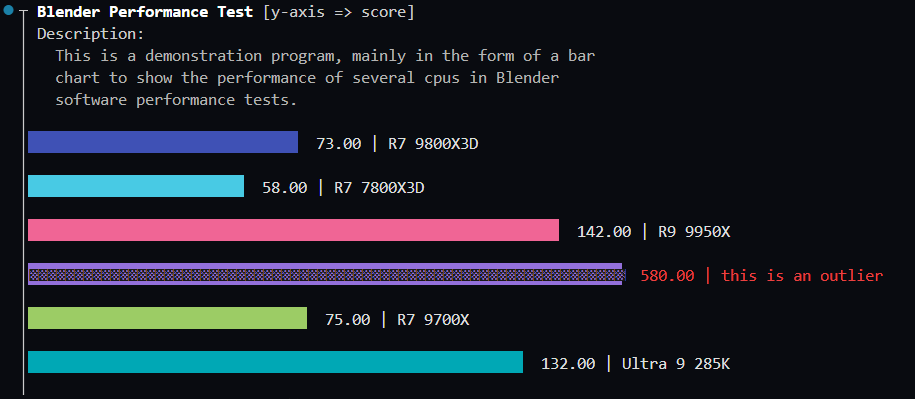 Blender Performance Test [y-axis => score]
Description:
This is a demonstration program, mainly in the form of a bar
chart to show the performance of several cpus in Blender
software performance tests.
73.00 | R7 9800X3D
58.00 | R7 7800X3D
142.00 | R9 9950X
580.00 | this is an outlier
75.00 | R7 9700X
132.00 | Ultra 9 285K